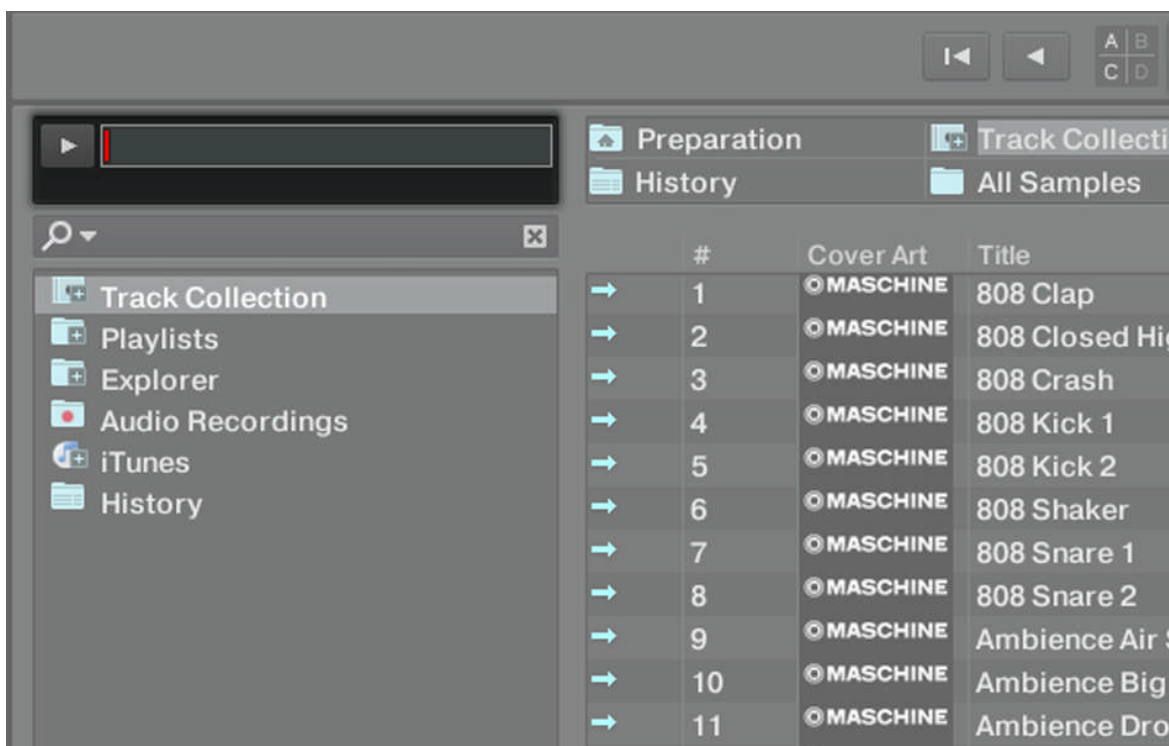 A B
C D
Preparation Track Collecti
History All Samples
# Cover Art Title
Track Collection
Playlists
Explorer
Audio Recordings
iTunes
History
1 MASCHINE 808 Clap
2 MASCHINE 808 Closed Hi
3 MASCHINE 808 Crash
4 MASCHINE 808 Kick 1
5 MASCHINE 808 Kick 2
6 MASCHINE 808 Shaker
7 MASCHINE 808 Snare 1
8 MASCHINE 808 Snare 2
9 MASCHINE Ambience Air
10 MASCHINE Ambience Big
11 MASCHINE Ambience Dro